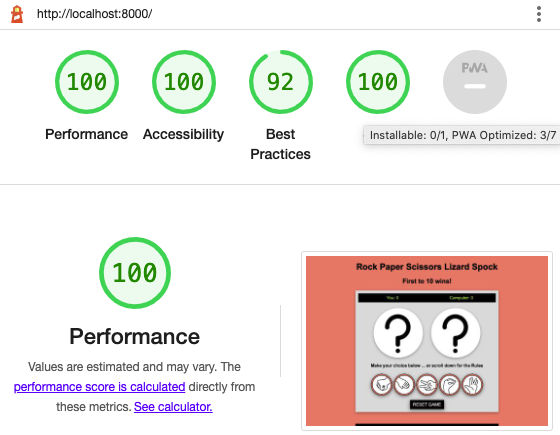 http://localhost:8000/
100
100
92
100
PWA
Performance
Accessibility
Best
Practices
Installable: 0/1, PWA Optimized: 3/7
100
Performance
Values are estimated and may vary. The
performance score is calculated directly from
these metrics. See calculator.
Rock Paper Scissors Lizard Spock
First to 10 wins!
You: 0
Computer: 0
? ?
Make your choice below ... or scroll down for the Rules
RESET GAME